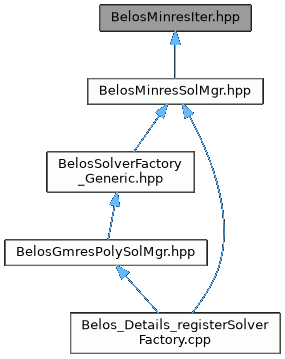 BelosMinresIter.hpp
BelosMinresSolMgr.hpp
BelosSolverFactory
_Generic.hpp
BelosGmresPolySolMgr.hpp
Belos_Details_registerSolver
Factory.cpp